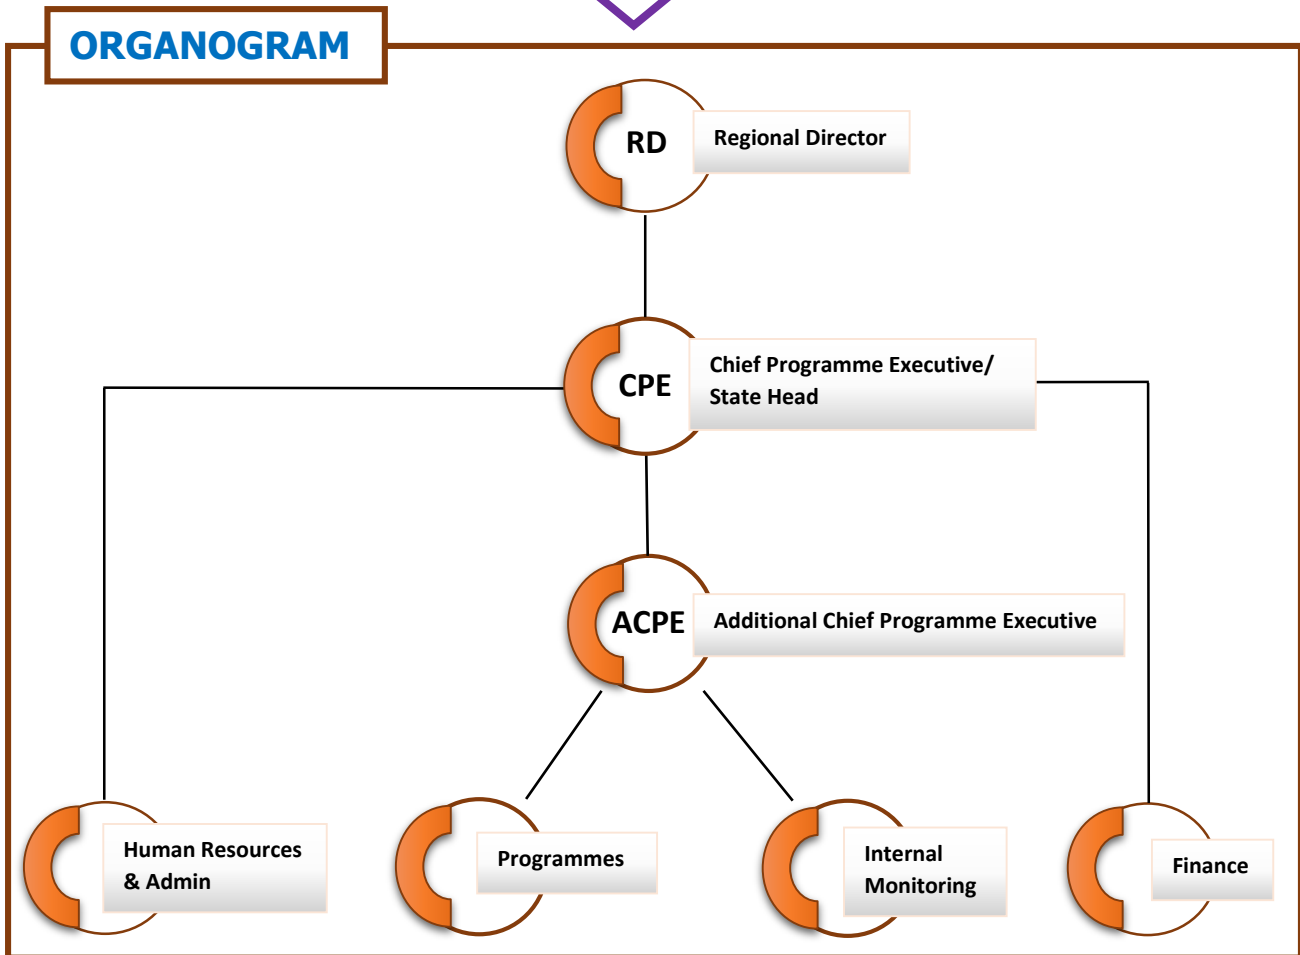 ORGANOGRAM
RD
Regional Director
CPE
Chief Programme Executive/
State Head
ACPE
Additional Chief Programme Executive
Human Resources
& Admin
Programmes
Internal
Monitoring
Finance